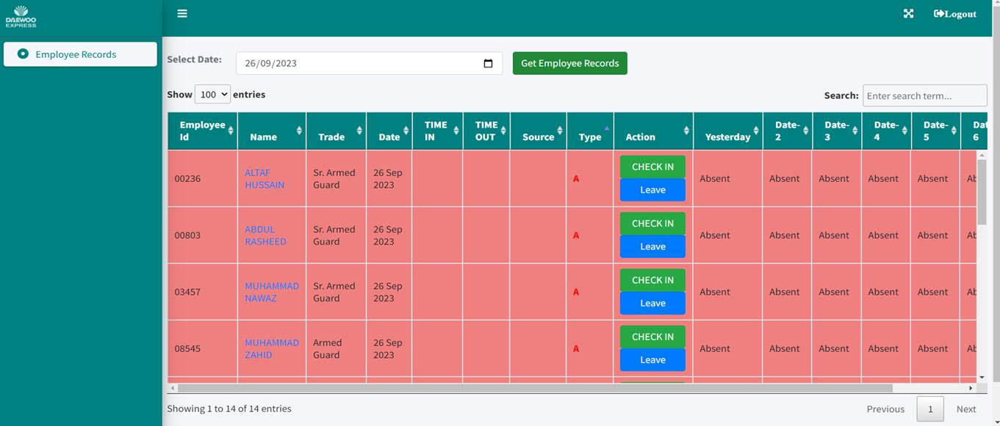 DAEWOO
EXPRESS
Logout
Employee Records
Select Date:
26/09/2023
Get Employee Records
Show 100 entries
Search: Enter search term...
Employee Id Name Trade Date TIME IN TIME OUT Source Type Action Yesterday Date-2 Date-3 Date-4 Date-5 Dat 6
00236 ALTAF HUSSAIN Sr. Armed Guard 26 Sep 2023 A CHECK IN Leave Absent Absent Absent Absent Absent Ab
00803 ABDUL RASHEED Sr. Armed Guard 26 Sep 2023 A CHECK IN Leave Absent Absent Absent Absent Absent Ab
03457 MUHAMMAD NAWAZ Sr. Armed Guard 26 Sep 2023 A CHECK IN Leave Absent Absent Absent Absent Absent Ab
08545 MUHAMMAD ZAHID Armed Guard 26 Sep 2023 A CHECK IN Leave Absent Absent Absent Absent Absent Ab
Showing 1 to 14 of 14 entries
Previous 1 Next